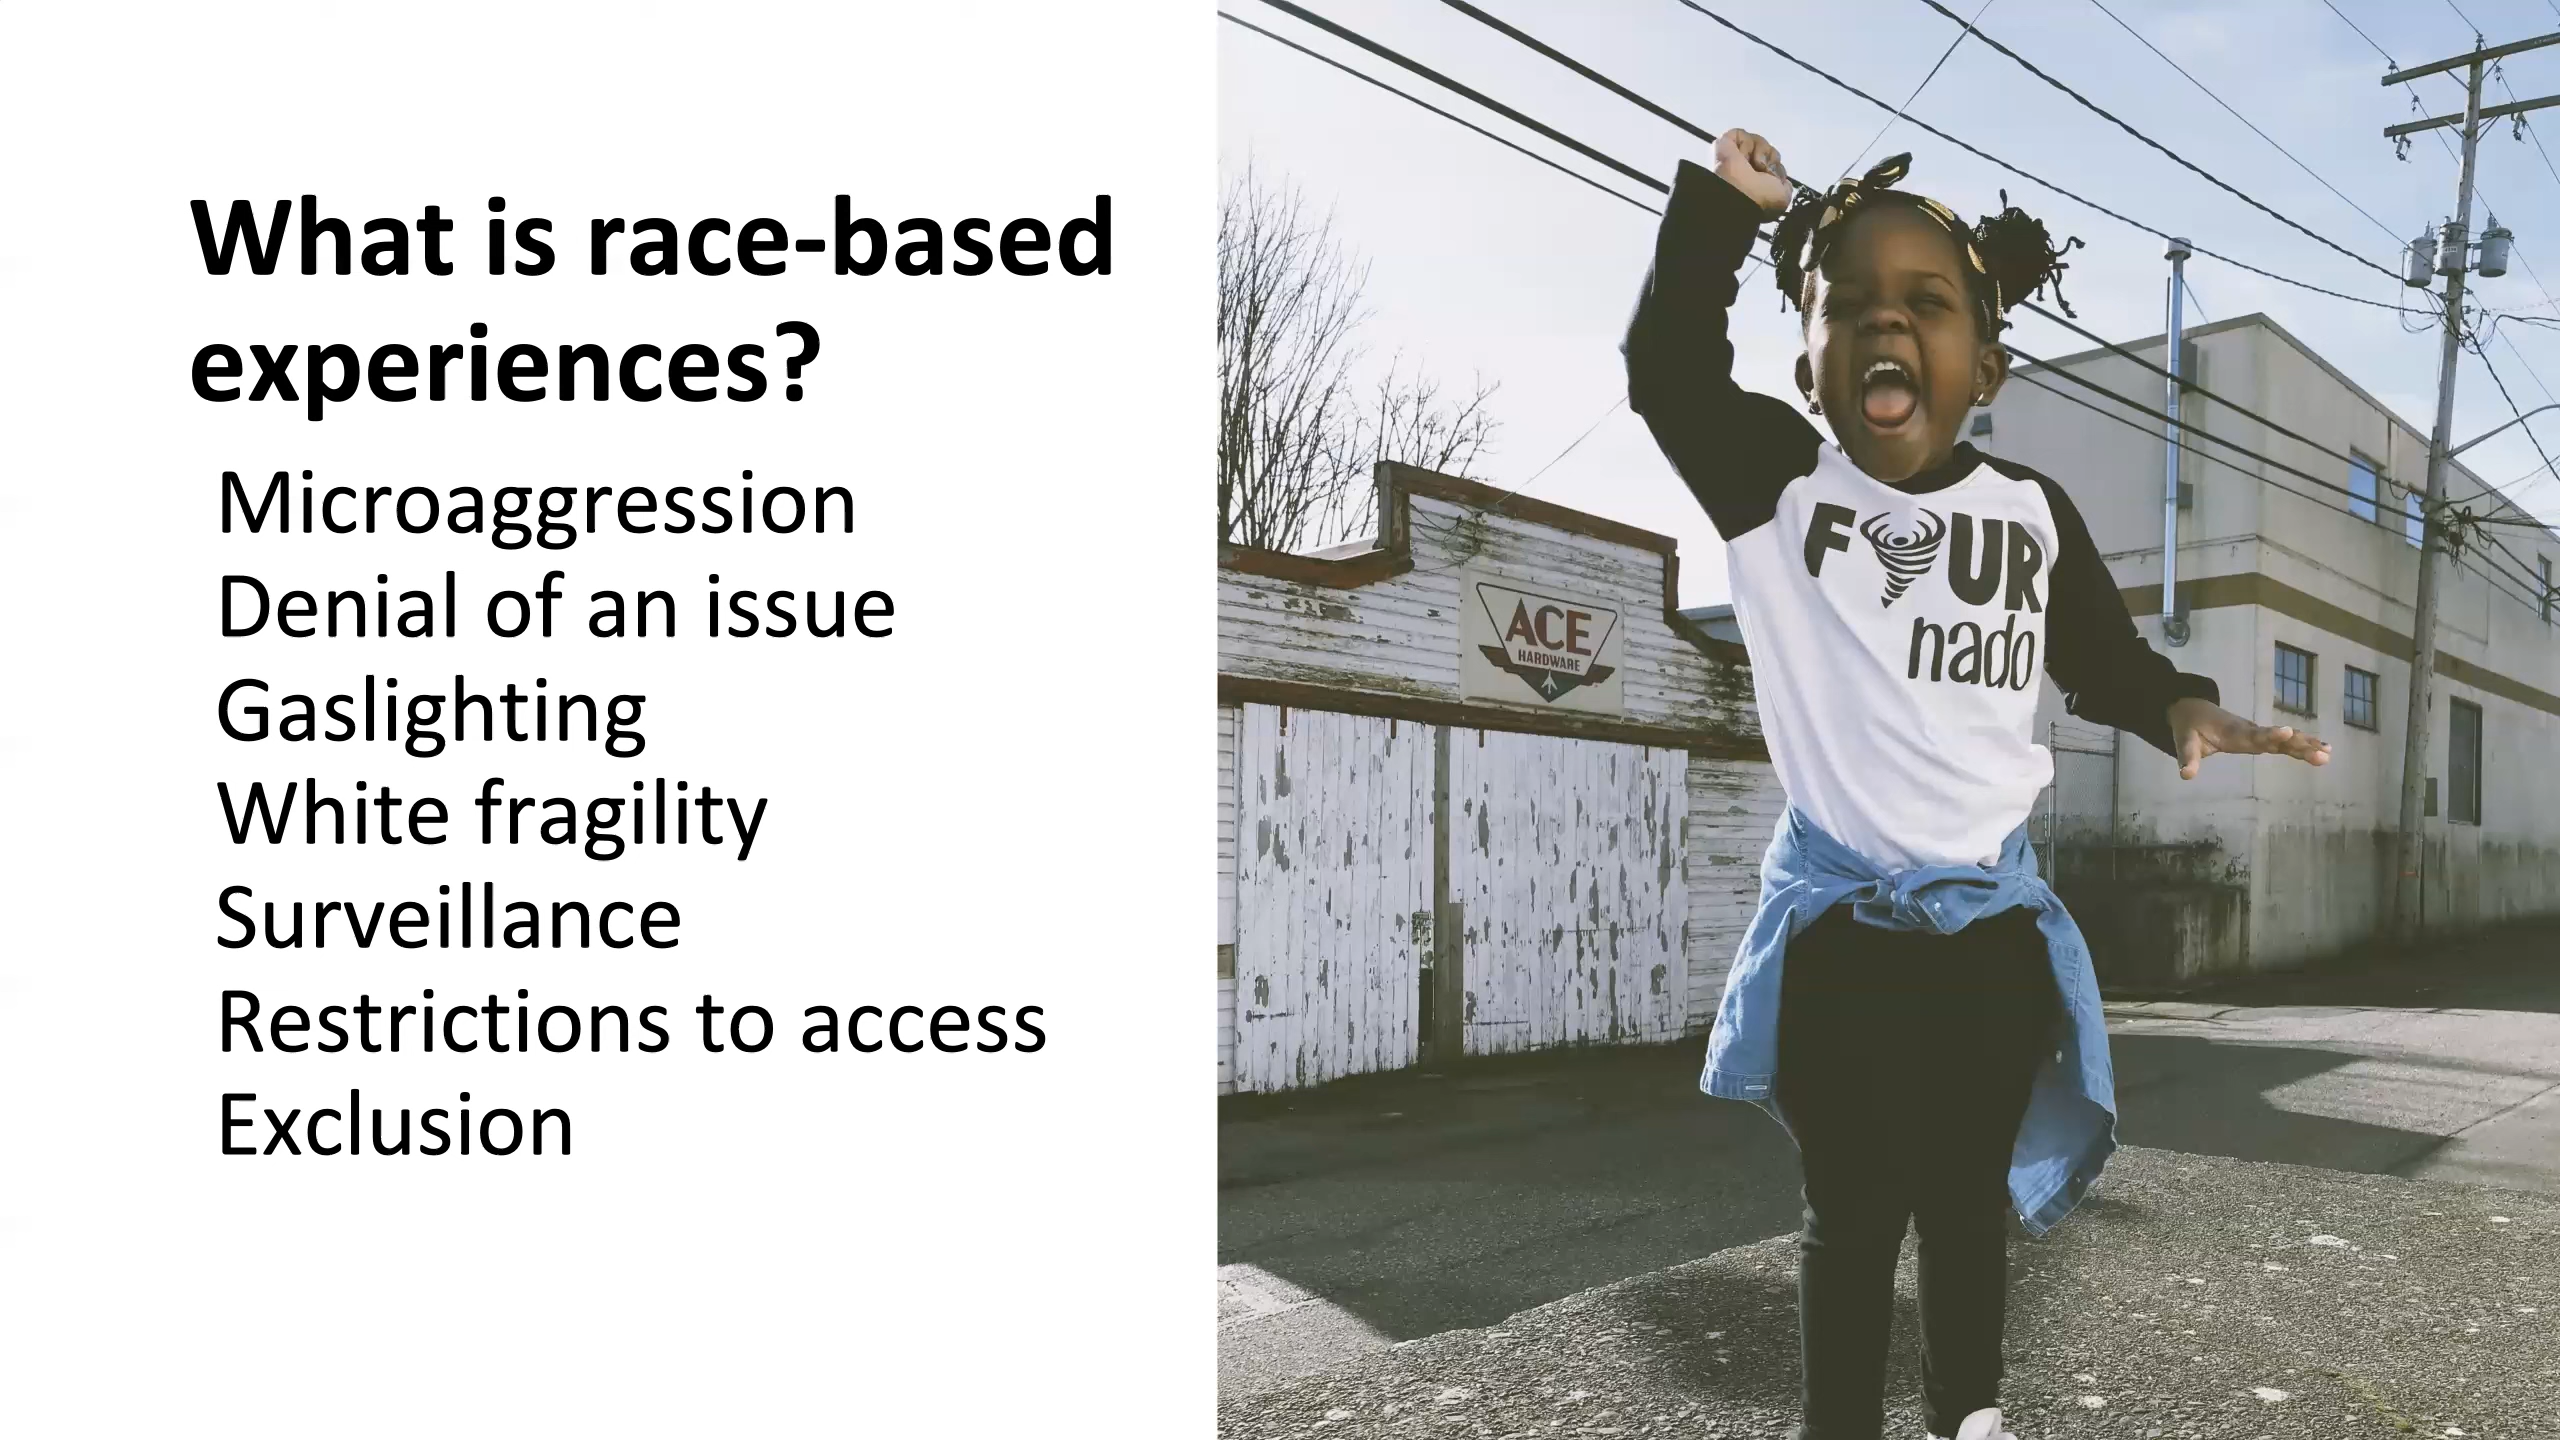 What is race-based
experiences?
Microaggression
Denial of an issue
Gaslighting
White fragility
Surveillance
Restrictions to access
Exclusion
ACE
HARDWARE
F UR
nado